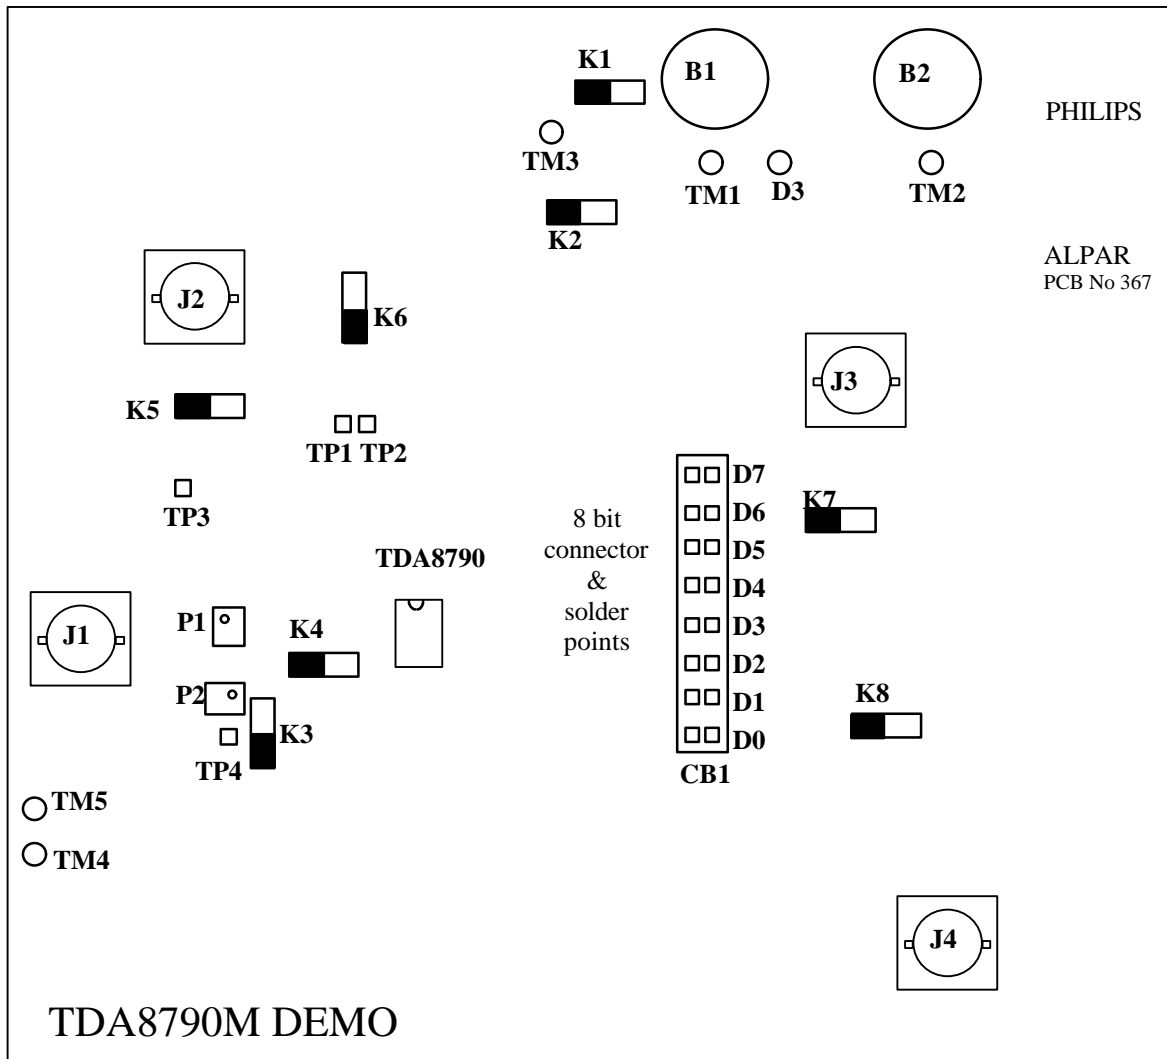 K1
B1
B2
PHILIPS
TM3
TM1
D3
TM2
K2
ALPAR
PCB No 367
J2
K6
J3
K5
TP1 TP2
D7
TP3
K7
8 bit
connector
&
solder
points
D6
D5
D4
D3
D2
D1
D0
CB1
TDA8790
P1
J1
K4
P2
K3
K8
TP4
TM5
TM4
J4
TDA8790M DEMO